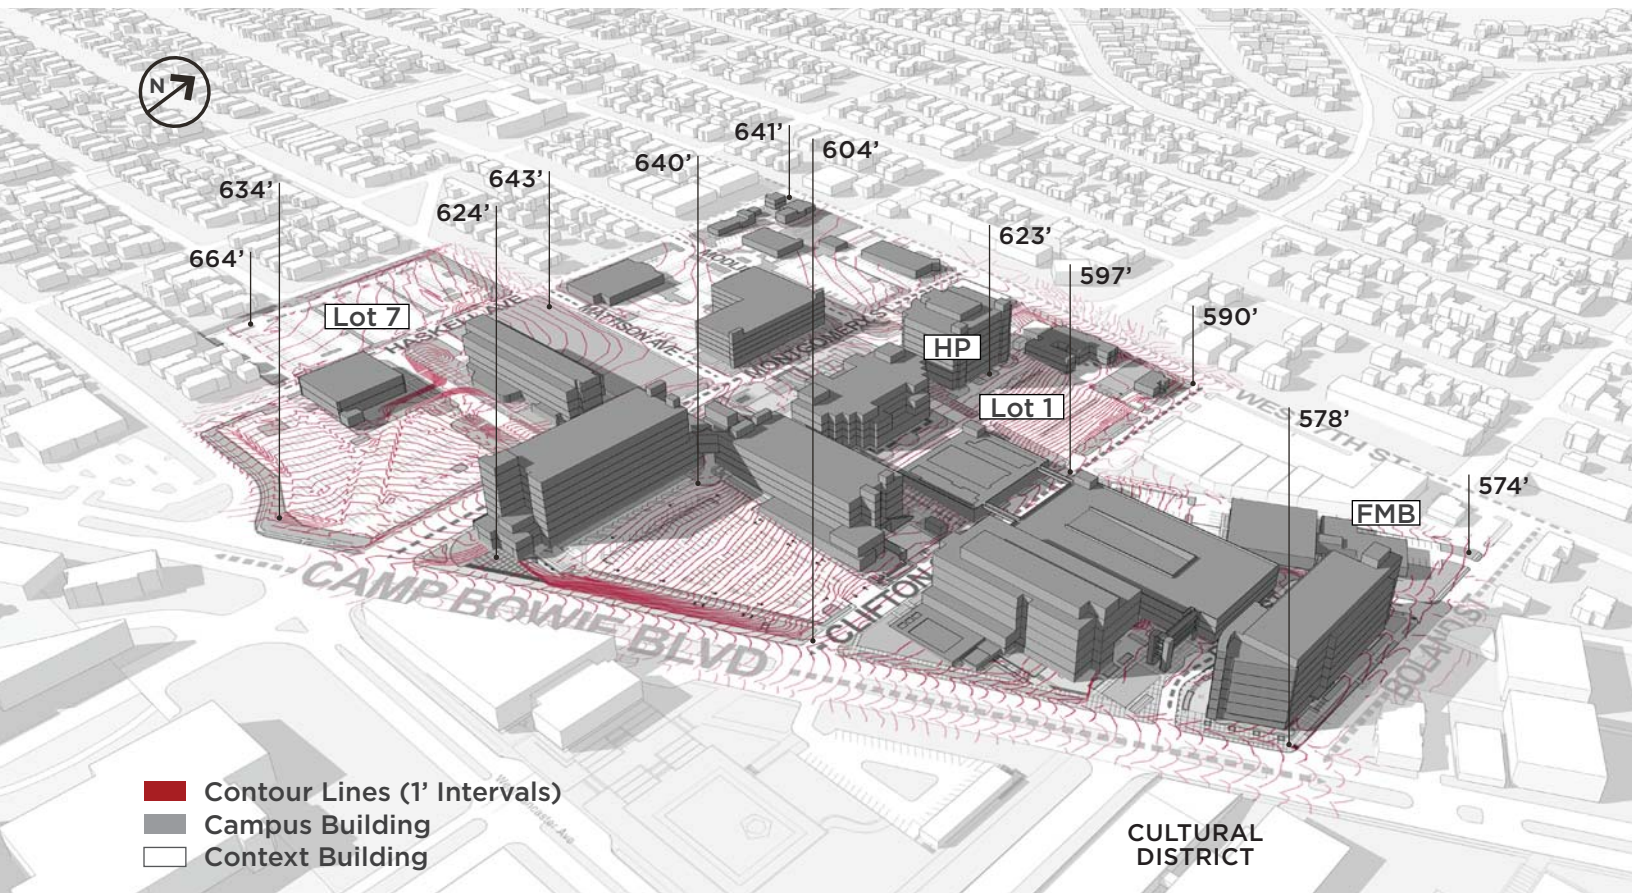 N
641’
604’
640’
643’
634’
624’
664’
623’
597’
590’
578’
574’
Lot 7
HASKELL AVE
MATTISON AVE
MONTGOMERY ST
HP
Lot 1
WEST 7TH ST
FMB
CAMP BOWIE BLVD
CLIFTON
BOLAND ST
Contour Lines (1’ Intervals)
Campus Building
Context Building
CULTURAL
DISTRICT